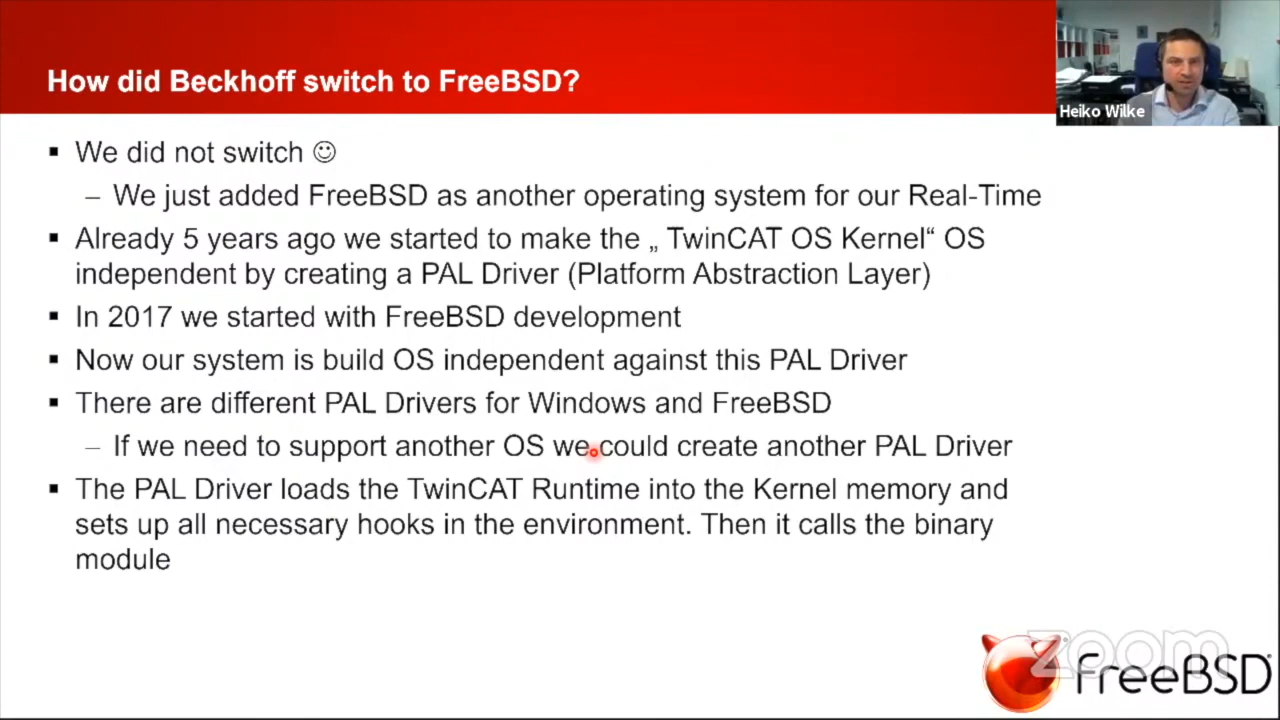 How did Beckhoff switch to FreeBSD?
Heiko Wilke
▪ We did not switch ☺
– We just added FreeBSD as another operating system for our Real-Time
▪ Already 5 years ago we started to make the „ TwinCAT OS Kernel“ OS
independent by creating a PAL Driver (Platform Abstraction Layer)
▪ In 2017 we started with FreeBSD development
▪ Now our system is build OS independent against this PAL Driver
▪ There are different PAL Drivers for Windows and FreeBSD
– If we need to support another OS we could create another PAL Driver
▪ The PAL Driver loads the TwinCAT Runtime into the Kernel memory and
sets up all necessary hooks in the environment. Then it calls the binary
module
zoom
FreeBSD®